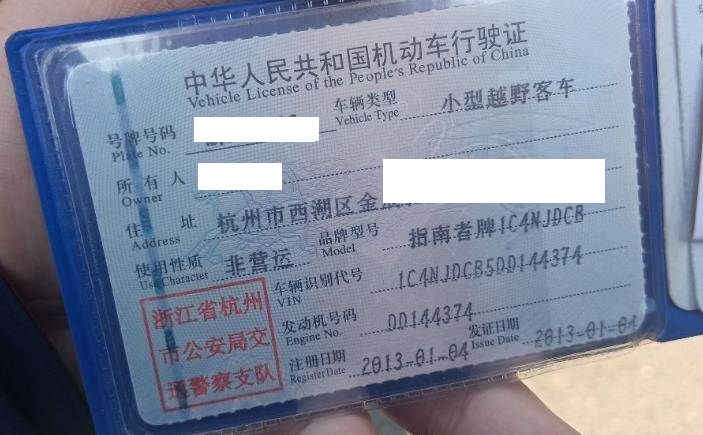 中华人民共和国机动车行驶证
Vehicle License of the People's Republic of China
号牌号码
Plate No.
车辆类型 小型越野客车
Vehicle Type
所有人
Owner
住址 杭州市西湖区金
Address
使用性质 非营运
Use Character
品牌型号 指南者牌1C4NJDCB
Model
车辆识别代号 1C4NJDCB5DD144374
VIN
发动机号码 DD144374
Engine No.
注册日期 2013-01-04
Register Date
发证日期 2013-01-04
Issue Date
浙江省杭州
市公安局交
通警察支队